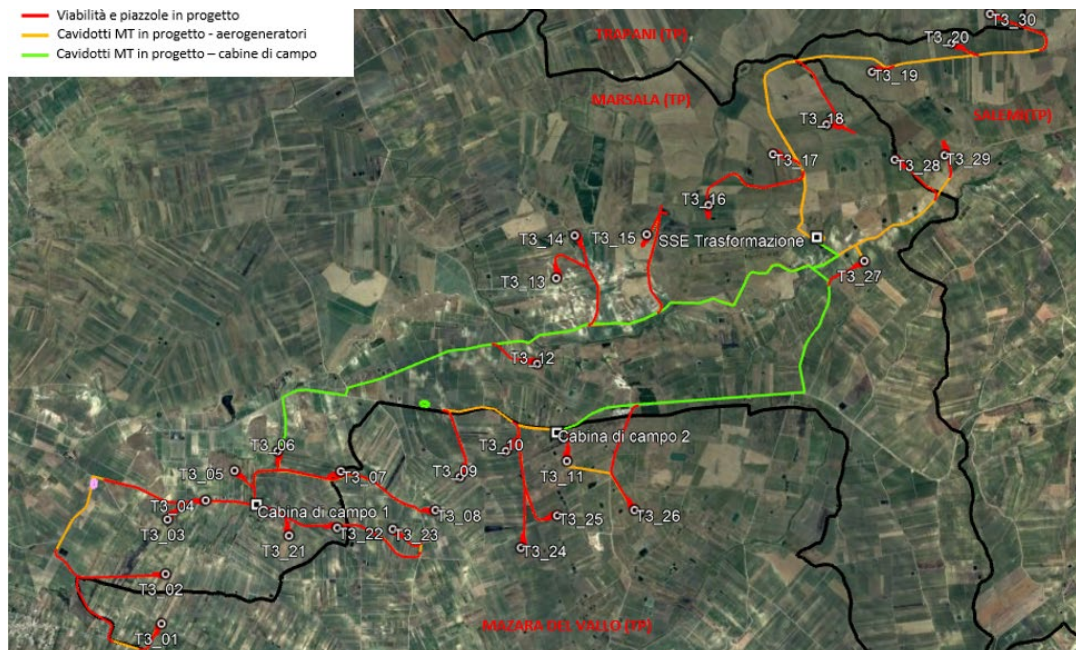 Viabilità e piazzole in progetto
Cavidotti MT in progetto - aerogeneratori
Cavidotti MT in progetto – cabine di campo
T3_30
TRAPANI (TP)
T3_20
T3_19
MARSALA (TP)
SALEMI(TP)
T3_18
T3_17
T3_28
T3_29
T3_16
T3_14
T3_15
SSE Trasformazione
T3_13
T3_27
T3_12
T3_06
T3_10
Cabina di campo 2
T3_05
T3_07
T3_09
T3_11
T3_04
Cabina di campo 1
T3_08
T3_25
T3_26
T3_03
T3_21
T3_22
T3_23
T3_24
T3_02
T3_01
MAZARA DEL VALLO (TP)